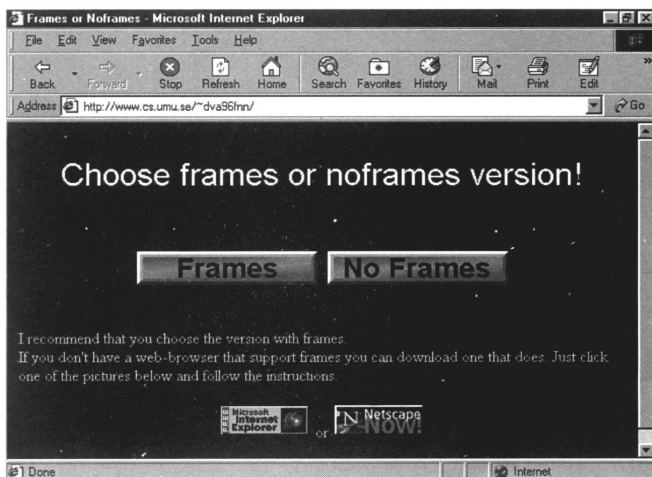 Frames or Noframes - Microsoft Internet Explorer
File Edit View Favorites Tools Help
Back Forward Stop Refresh Home Search Favorites History Mail Print Edit »
Address http://www.cs.umu.se/~dva96fnn/ Go
Choose frames or noframes version!
Frames No Frames
I recommend that you choose the version with frames.
If you don't have a web-browser that support frames you can download one that does. Just click
one of the pictures below and follow the instructions.
FREE Microsoft Internet Explorer or N Netscape NOW!
Done Internet